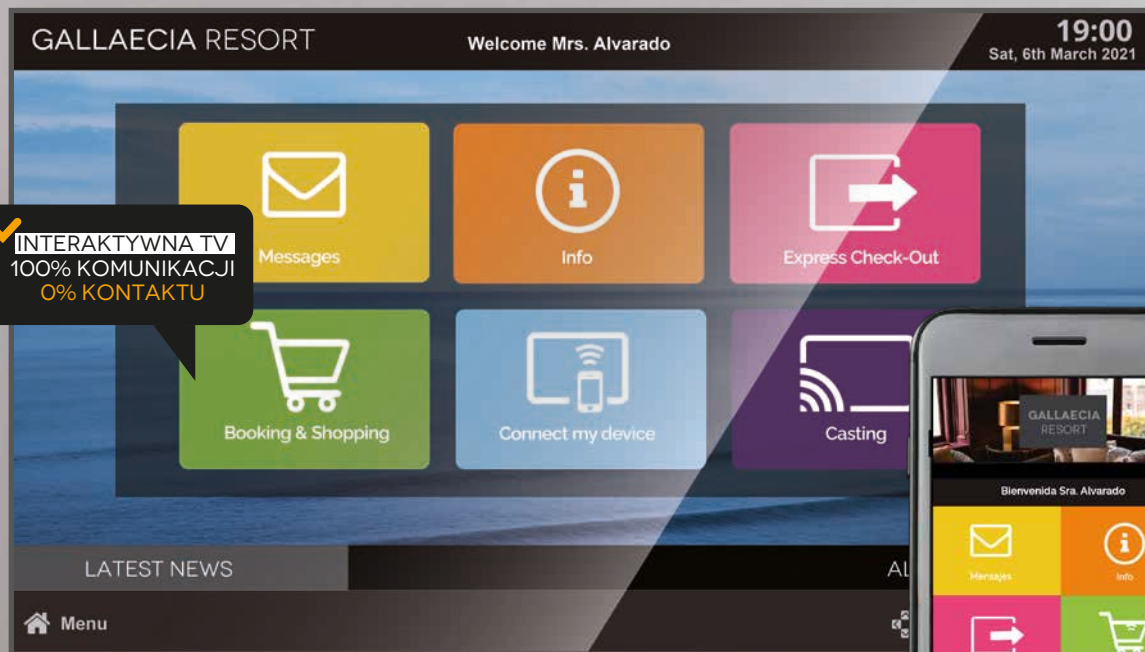 GALLAECIA RESORT
Welcome Mrs. Alvarado
19:00
Sat, 6th March 2021
Messages
Info
Express Check-Out
INTERAKTYWNA TV
100% KOMUNIKACJI
0% KONTAKTU
Booking & Shopping
Connect my device
Casting
LATEST NEWS
Menu
GALLAECIA
RESORT
Bienvenida Sra. Alvarado
Mensajes
Info